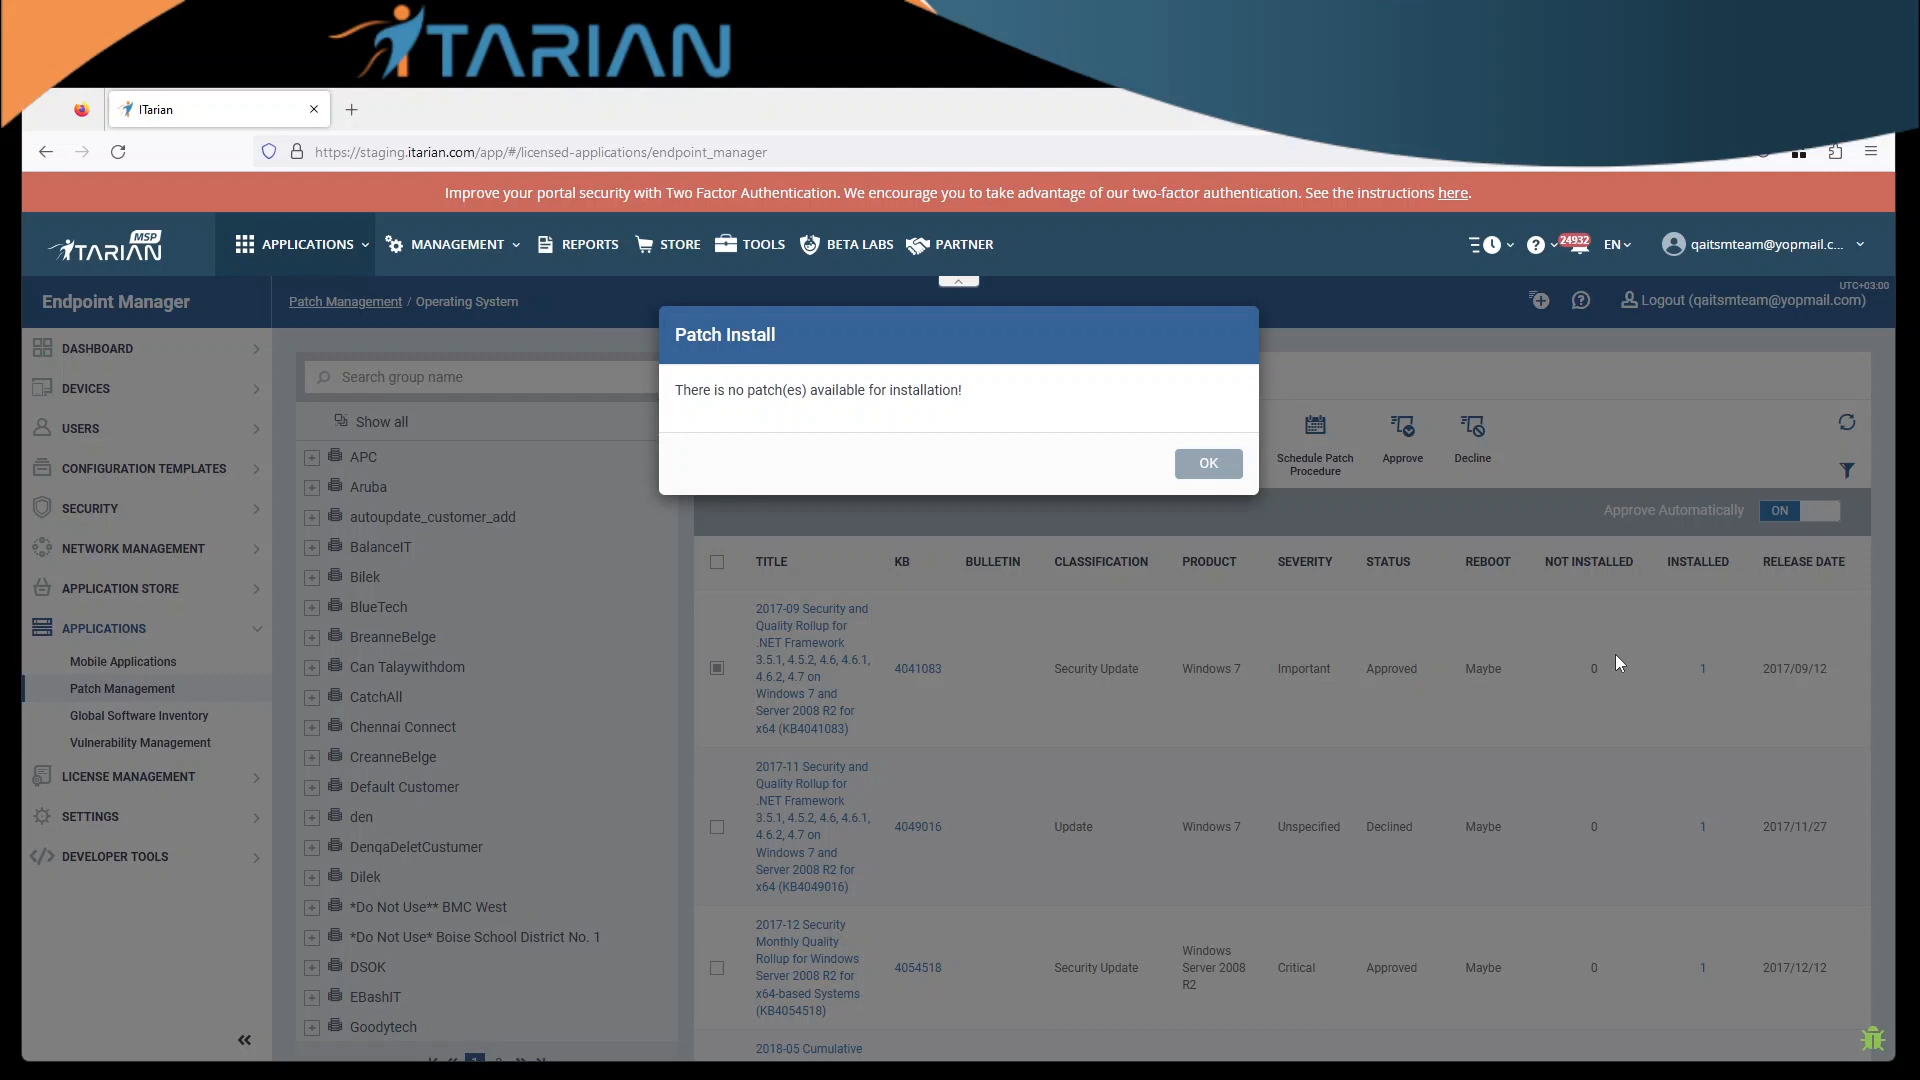 ITARIAN
ITarian
https://staging.itarian.com/app/#/licensed-applications/endpoint_manager
Improve your portal security with Two Factor Authentication. We encourage you to take advantage of our two-factor authentication. See the instructions here.
ITARIAN MSP
APPLICATIONS
MANAGEMENT
REPORTS
STORE
TOOLS
BETA LABS
PARTNER
24932
EN
qaitsmteam@yopmail.c...
Endpoint Manager
Patch Management / Operating System
UTC+03:00
Logout (qaitsmteam@yopmail.com)
DASHBOARD
DEVICES
USERS
CONFIGURATION TEMPLATES
SECURITY
NETWORK MANAGEMENT
APPLICATION STORE
APPLICATIONS
Mobile Applications
Patch Management
Global Software Inventory
Vulnerability Management
LICENSE MANAGEMENT
SETTINGS
DEVELOPER TOOLS
Search group name
Show all
APC
Aruba
autoupdate_customer_add
BalanceIT
Bilek
BlueTech
BreanneBelge
Can Talaywithdom
CatchAll
Chennai Connect
CreanneBelge
Default Customer
den
DenqaDeletCustumer
Dilek
*Do Not Use** BMC West
*Do Not Use* Boise School District No. 1
DSOK
EBashIT
Goodytech
Patch Install
There is no patch(es) available for installation!
OK
Schedule Patch
Procedure
Approve
Decline
Approve Automatically ON
TITLE KB BULLETIN CLASSIFICATION PRODUCT SEVERITY STATUS REBOOT NOT INSTALLED INSTALLED RELEASE DATE
2017-09 Security and
Quality Rollup for
.NET Framework
3.5.1, 4.5.2, 4.6, 4.6.1,
4.6.2, 4.7 on
Windows 7 and
Server 2008 R2 for
x64 (KB4041083)
4041083 Security Update Windows 7 Important Approved Maybe 0 1 2017/09/12
2017-11 Security and
Quality Rollup for
.NET Framework
3.5.1, 4.5.2, 4.6, 4.6.1,
4.6.2, 4.7 on
Windows 7 and
Server 2008 R2 for
x64 (KB4049016)
4049016 Update Windows 7 Unspecified Declined Maybe 0 1 2017/11/27
2017-12 Security
Monthly Quality
Rollup for Windows
Server 2008 R2 for
x64-based Systems
(KB4054518)
4054518 Security Update
Windows
Server 2008
R2
Critical Approved Maybe 0 1 2017/12/12
2018-05 Cumulative